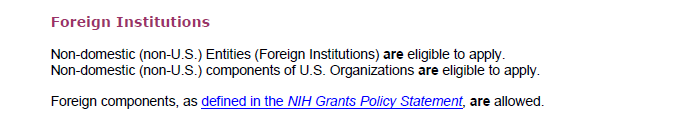 Foreign Institutions
Non-domestic (non-U.S.) Entities (Foreign Institutions) are eligible to apply.
Non-domestic (non-U.S.) components of U.S. Organizations are eligible to apply.
Foreign components, as defined in the NIH Grants Policy Statement, are allowed.